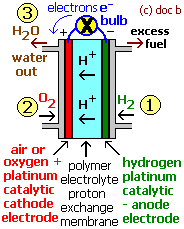 (c) doc b
3
electrons e-
H2O
X
bulb
+
-
excess
fuel
water
out
H+
2
O2
H+
H2
1
H+
air or
oxygen +
platinum
catalytic
cathode
electrode
polymer
electrolyte
proton
exchange
membrane
hydrogen
platinum
catalytic
- anode
electrode